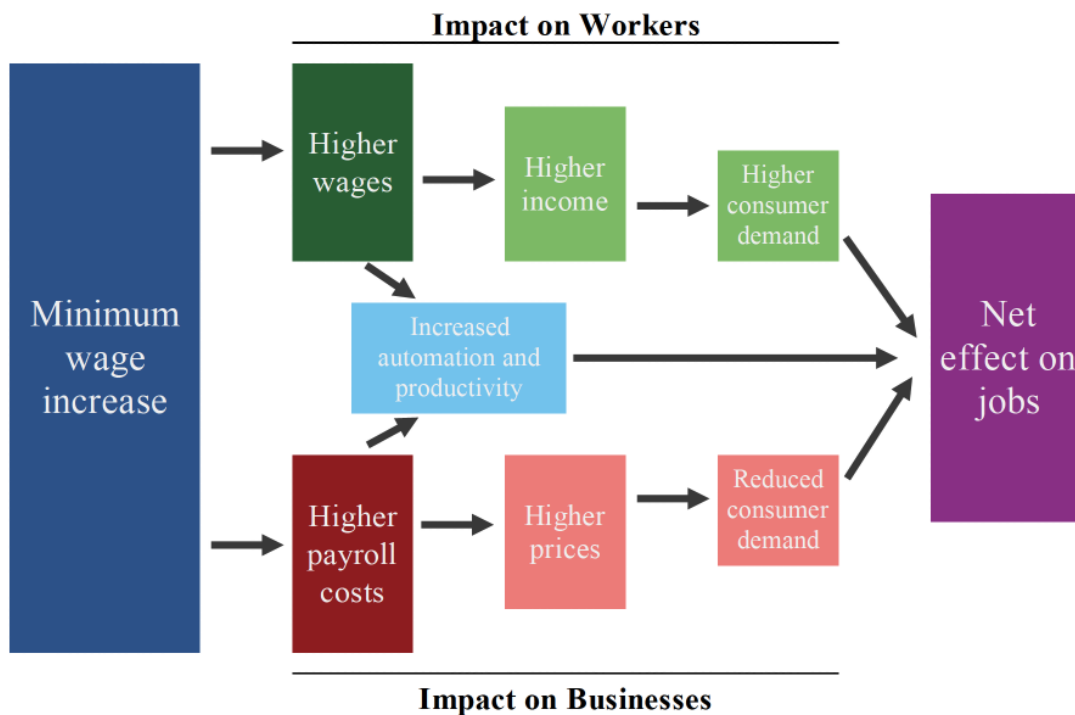 Impact on Workers
Minimum
wage
increase
Higher
wages
Higher
income
Higher
consumer
demand
Increased
automation and
productivity
Net
effect on
jobs
Higher
payroll
costs
Higher
prices
Reduced
consumer
demand
Impact on Businesses